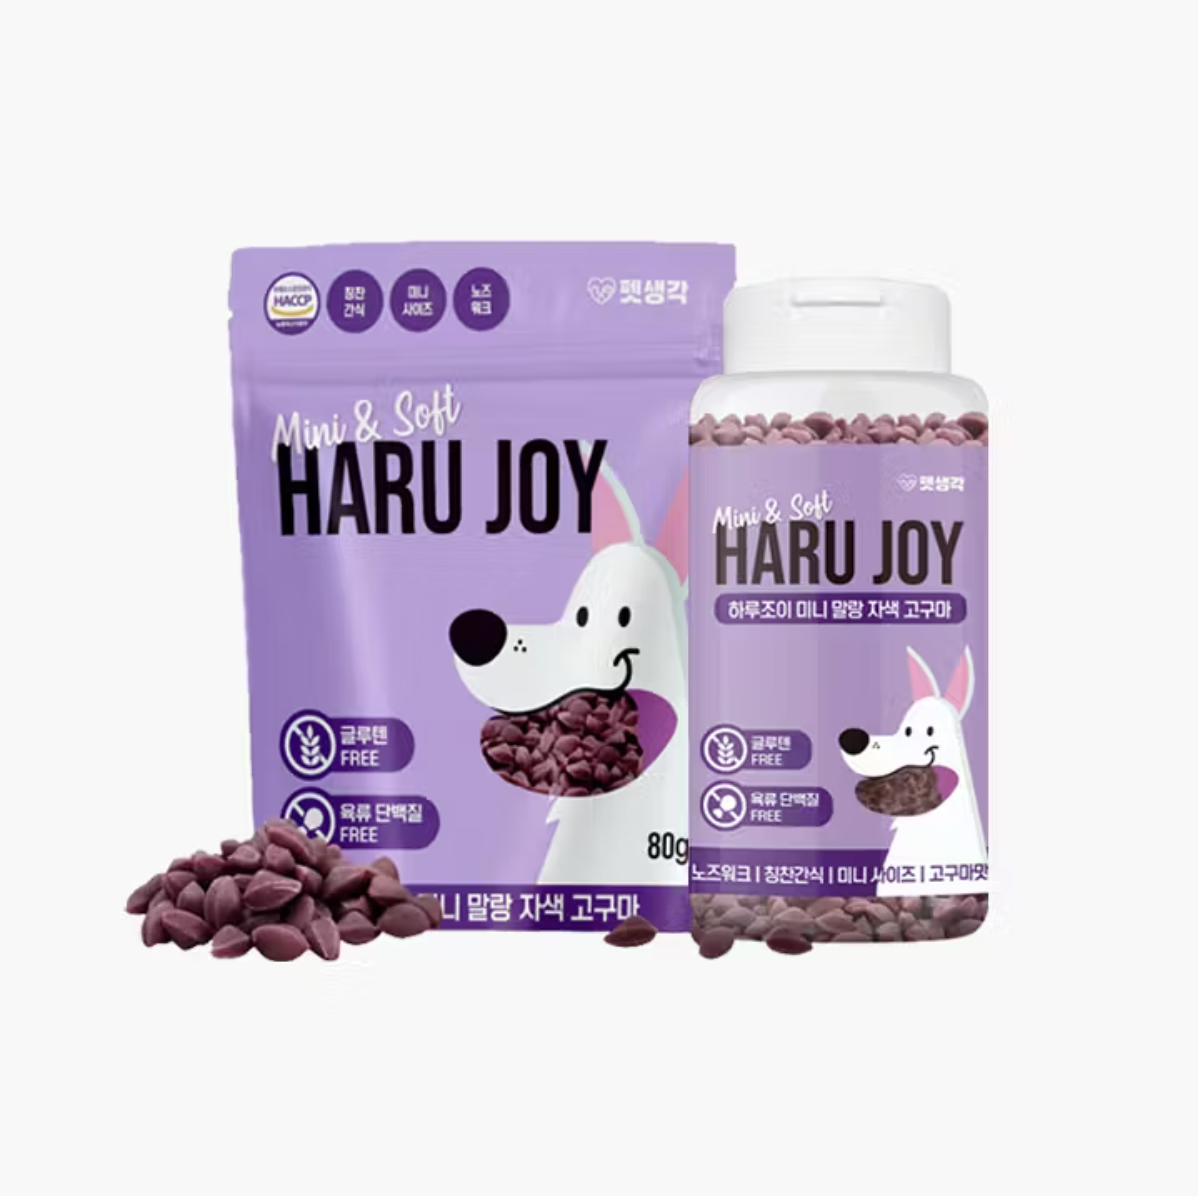 HACCP
칭찬
간식
미니
사이즈
노즈
워크
펫생각
Mini & Soft
HARU JOY
글루텐
FREE
육류 단백질
FREE
80g
미니 말랑 자색 고구마
펫생각
Mini & Soft
HARU JOY
하루조이 미니 말랑 자색 고구마
글루텐
FREE
육류 단백질
FREE
노즈워크 | 칭찬간식 | 미니 사이즈 | 고구마맛